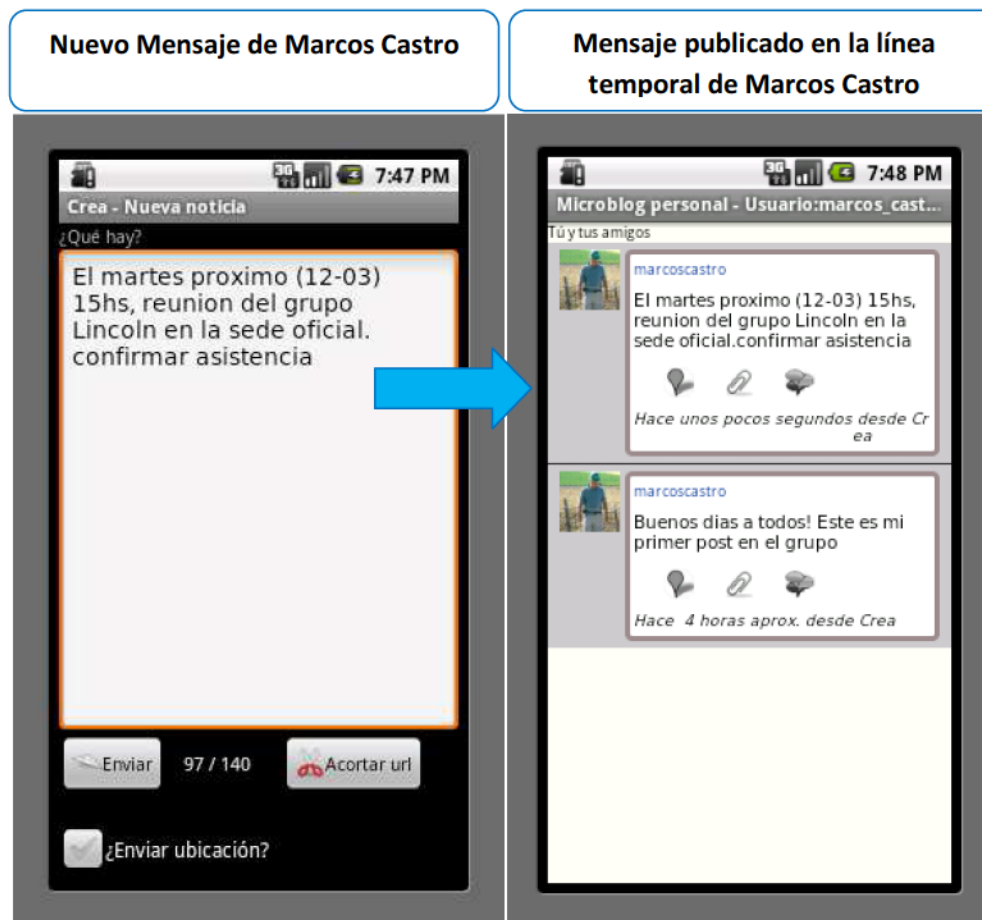 Nuevo Mensaje de Marcos Castro
Mensaje publicado en la línea
temporal de Marcos Castro
3G
7:47 PM
Crea - Nueva noticia
¿Qué hay?
El martes proximo (12-03)
15hs, reunion del grupo
Lincoln en la sede oficial.
confirmar asistencia
Enviar
97 / 140
Acortar url
¿Enviar ubicación?
3G
7:48 PM
Microblog personal - Usuario:marcos_cast...
Tú y tus amigos
marcoscastro
El martes proximo (12-03) 15hs,
reunion del grupo Lincoln en la
sede oficial.confirmar asistencia
Hace unos pocos segundos desde Cr
ea
marcoscastro
Buenos dias a todos! Este es mi
primer post en el grupo
Hace 4 horas aprox. desde Crea